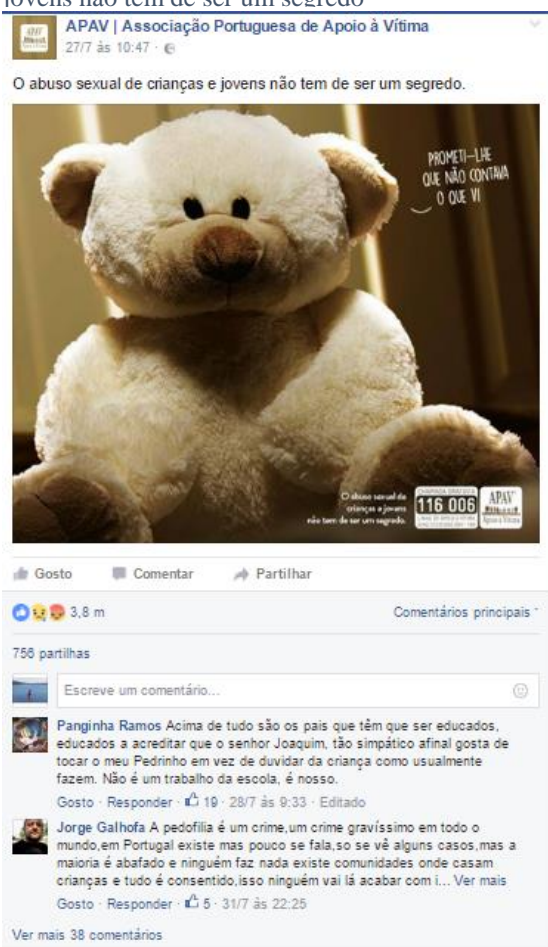 jovens não tem de ser um segredo
APAV | Associação Portuguesa de Apoio à Vítima
27/7 às 10:47 ·
O abuso sexual de crianças e jovens não tem de ser um segredo.
PROMETI-LHE
QUE NÃO CONTAVA
O QUE VI
O abuso sexual de
crianças e jovens
não tem de ser um segredo.
CHAMADA GRATUITA
116 006
APAV
Apoio à Vítima
Gosto Comentar Partilhar
3,8 m Comentários principais
756 partilhas
Escreve um comentário...
Panginha Ramos Acima de tudo são os pais que têm que ser educados,
educados a acreditar que o senhor Joaquim, tão simpático afinal gosta de
tocar o meu Pedrinho em vez de duvidar da criança como usualmente
fazem. Não é um trabalho da escola, é nosso.
Gosto · Responder · 19 · 28/7 às 9:33 · Editado
Jorge Galhofa A pedofilia é um crime,um crime gravíssimo em todo o
mundo,em Portugal existe mas pouco se fala,so se vê alguns casos,mas a
maioria é abafado e ninguém faz nada existe comunidades onde casam
crianças e tudo é consentido,isso ninguém vai lá acabar com i... Ver mais
Gosto · Responder · 5 · 31/7 às 22:25
Ver mais 38 comentários